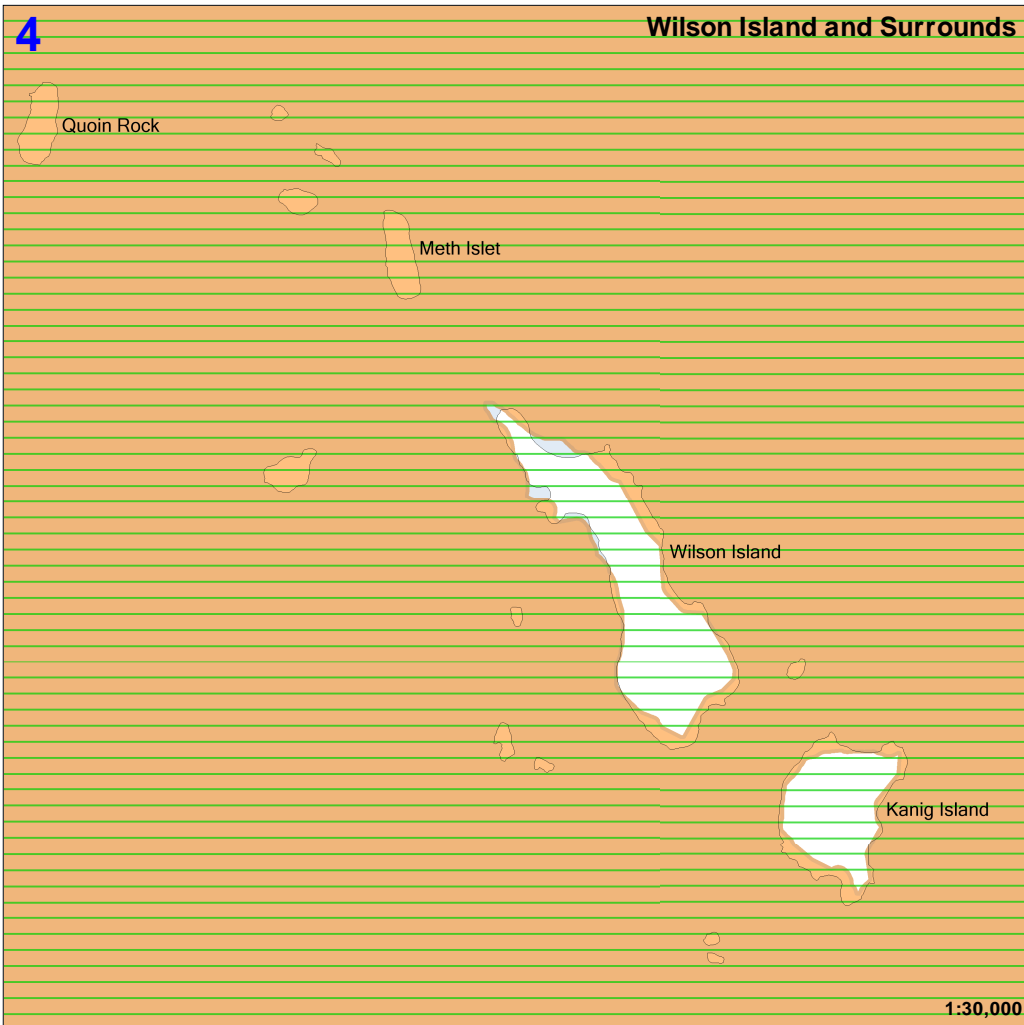 4
Wilson Island and Surrounds
Quoin Rock
Meth Islet
Wilson Island
Kanig Island
1:30,000